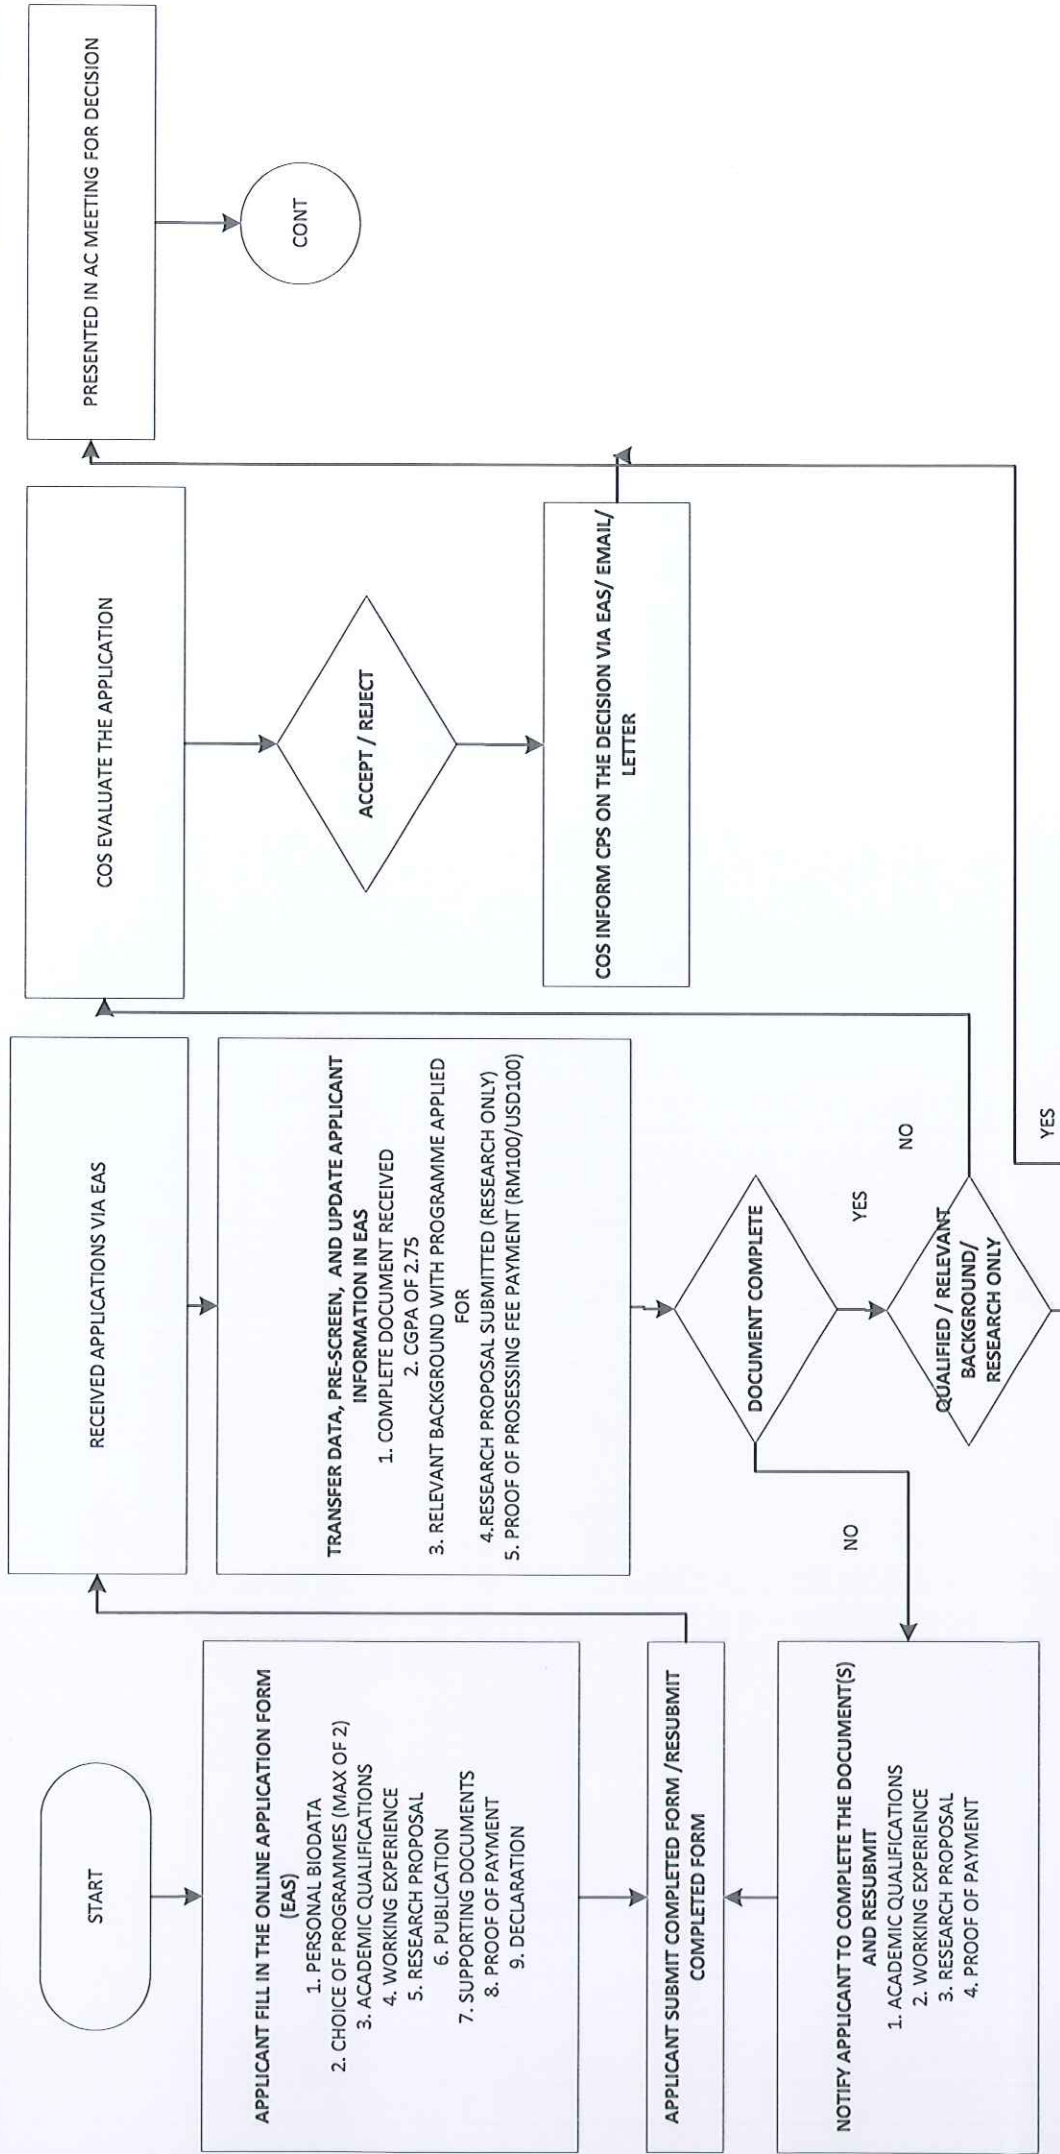 START
APPLICANT FILL IN THE ONLINE APPLICATION FORM
(EAS)
1. PERSONAL BIODATA
2. CHOICE OF PROGRAMMES (MAX OF 2)
3. ACADEMIC QUALIFICATIONS
4. WORKING EXPERIENCE
5. RESEARCH PROPOSAL
6. PUBLICATION
7. SUPPORTING DOCUMENTS
8. PROOF OF PAYMENT
9. DECLARATION
APPLICANT SUBMIT COMPLETED FORM /RESUBMIT
COMPLETED FORM
NOTIFY APPLICANT TO COMPLETE THE DOCUMENT(S)
AND RESUBMIT
1. ACADEMIC QUALIFICATIONS
2. WORKING EXPERIENCE
3. RESEARCH PROPOSAL
4. PROOF OF PAYMENT
RECEIVED APPLICATIONS VIA EAS
TRANSFER DATA, PRE-SCREEN, AND UPDATE APPLICANT
INFORMATION IN EAS
1. COMPLETE DOCUMENT RECEIVED
2. CGPA OF 2.75
3. RELEVANT BACKGROUND WITH PROGRAMME APPLIED
FOR
4.RESEARCH PROPOSAL SUBMITTED (RESEARCH ONLY)
5. PROOF OF PROSESSING FEE PAYMENT (RM100/USD100)
DOCUMENT COMPLETE
NO
YES
QUALIFIED / RELEVANT
BACKGROUND/
RESEARCH ONLY
NO
YES
COS EVALUATE THE APPLICATION
ACCEPT / REJECT
COS INFORM CPS ON THE DECISION VIA EAS/ EMAIL/
LETTER
PRESENTED IN AC MEETING FOR DECISION
CONT